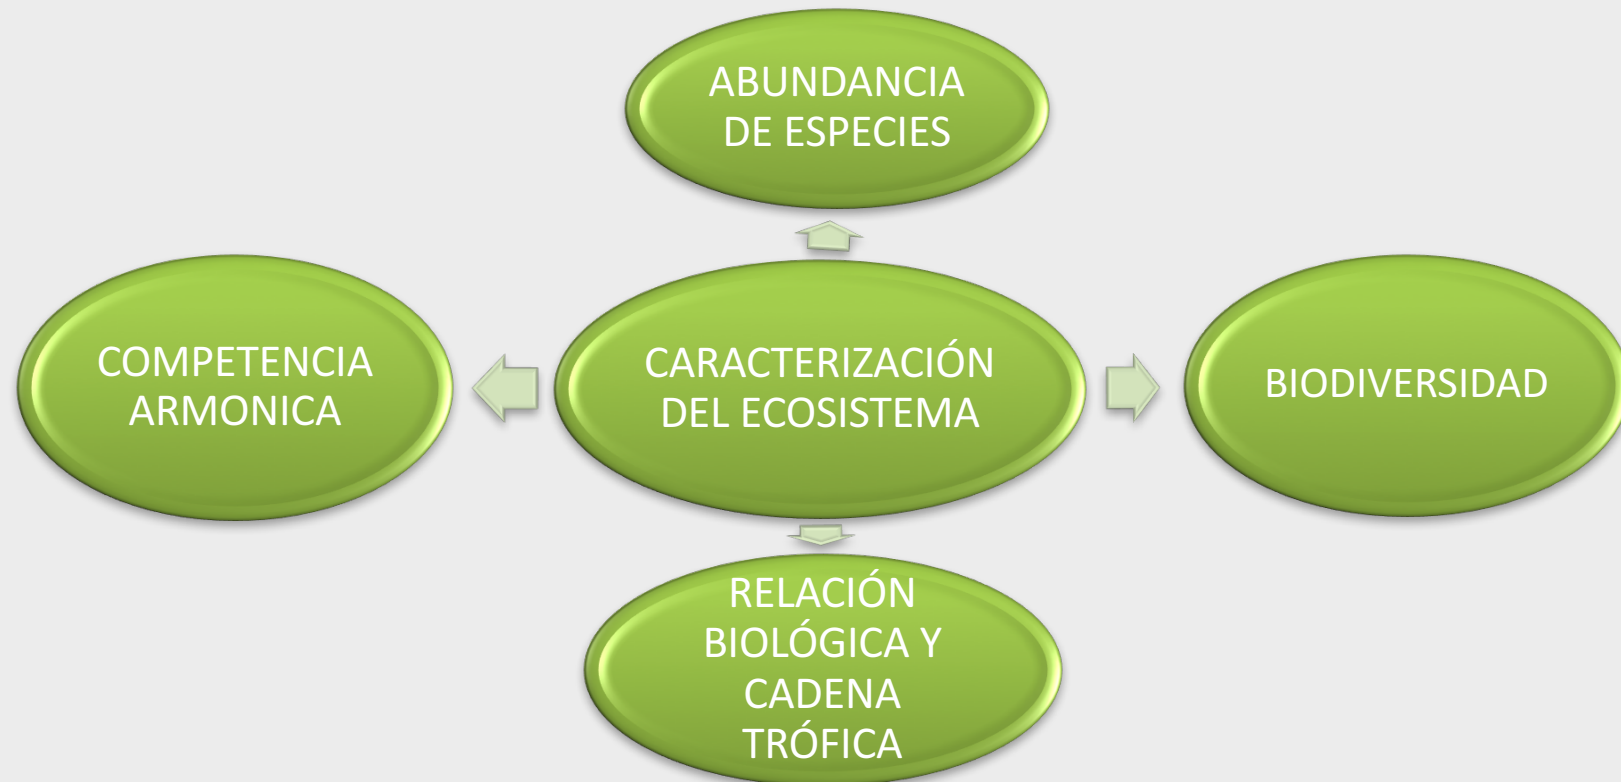 ABUNDANCIA
DE ESPECIES
COMPETENCIA
ARMONICA
CARACTERIZACIÓN
DEL ECOSISTEMA
BIODIVERSIDAD
RELACIÓN
BIOLÓGICA Y
CADENA
TRÓFICA